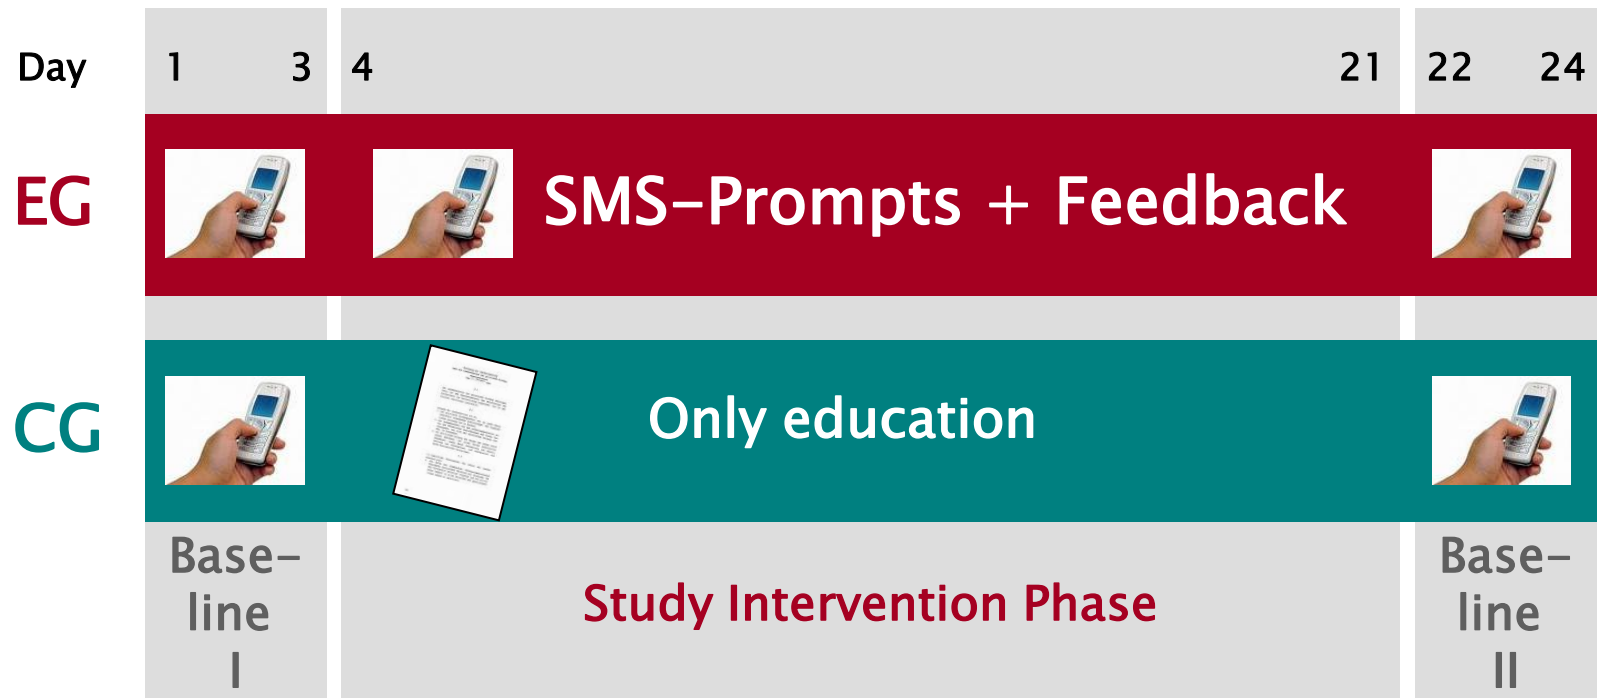 Day 1 3 4 21 22 24
EG SMS-Prompts + Feedback
CG Only education
Base-
line
I
Study Intervention Phase
Base-
line
II